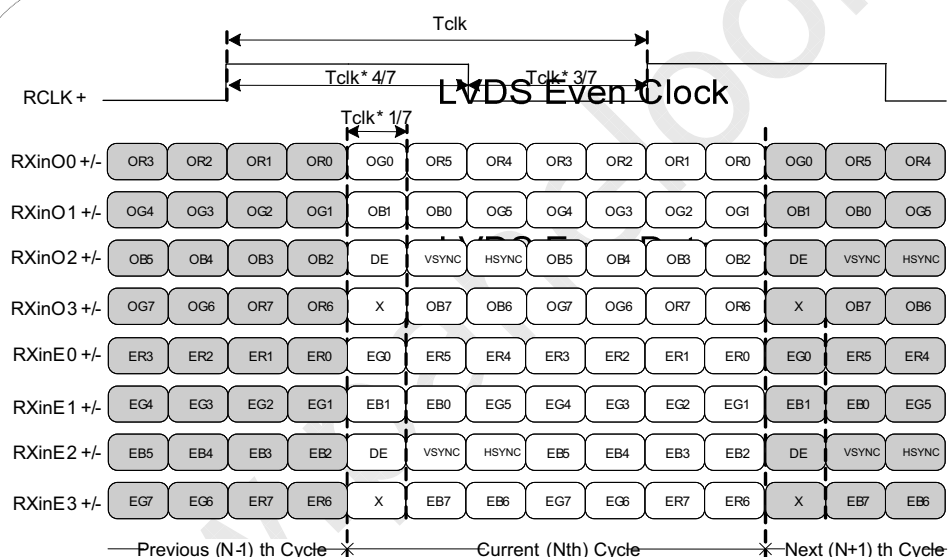 Tclk
Tclk* 4/7
Tclk* 3/7
RCLK +
LVDS Even Clock
Tclk* 1/7
RXinO0 +/- OR3 OR2 OR1 OR0 OG0 OR5 OR4 OR3 OR2 OR1 OR0 OG0 OR5 OR4
RXinO1 +/- OG4 OG3 OG2 OG1 OB1 OB0 OG5 OG4 OG3 OG2 OG1 OB1 OB0 OG5
RXinO2 +/- OB5 OB4 OB3 OB2 DE VSYNC HSYNC OB5 OB4 OB3 OB2 DE VSYNC HSYNC
RXinO3 +/- OG7 OG6 OR7 OR6 X OB7 OB6 OG7 OG6 OR7 OR6 X OB7 OB6
RXinE0 +/- ER3 ER2 ER1 ER0 EG0 ER5 ER4 ER3 ER2 ER1 ER0 EG0 ER5 ER4
RXinE1 +/- EG4 EG3 EG2 EG1 EB1 EB0 EG5 EG4 EG3 EG2 EG1 EB1 EB0 EG5
RXinE2 +/- EB5 EB4 EB3 EB2 DE VSYNC HSYNC EB5 EB4 EB3 EB2 DE VSYNC HSYNC
RXinE3 +/- EG7 EG6 ER7 ER6 X EB7 EB6 EG7 EG6 ER7 ER6 X EB7 EB6
Previous (N-1) th Cycle
Current (Nth) Cycle
Next (N+1) th Cycle